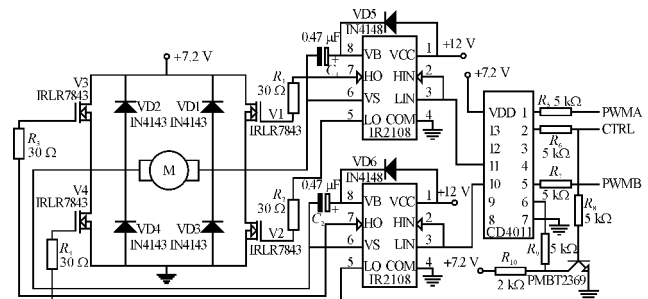 VD5
IN4148
+12 V
0.47 μF
C1
8 VB VCC 1
7 HO HIN 2
6 VS LIN 3
5 LO COM 4
IR2108
+7.2 V
V3
IRLR7843
R3
30 Ω
VD2
IN4143
VD1
IN4143
V1
IRLR7843
R1
30 Ω
M
V4
IRLR7843
R4
30 Ω
VD4
IN4143
VD3
IN4143
V2
IRLR7843
R2
30 Ω
VD6
IN4148
+12 V
0.47 μF
C2
8 VB VCC 1
7 HO HIN 2
6 VS LIN 3
5 LO COM 4
IR2108
+7.2 V
VDD 1
13 2
12 3
11 4
10 5
9 6
8 7
CD4011
R5 5 kΩ
PWMA
CTRL
R6
5 kΩ
R7
5 kΩ
PWMB
R8
5 kΩ
R9
5 kΩ
+7.2 V
R10
2 kΩ
PMBT2369